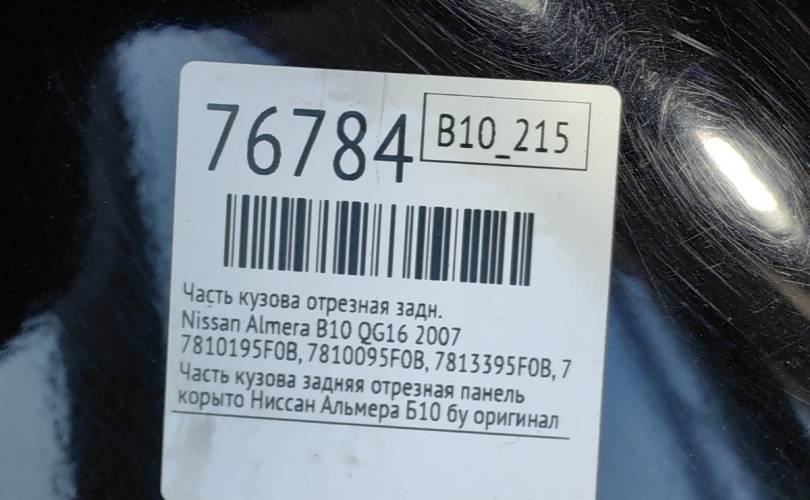 76784
B10_215
Часть кузова отрезная задн.
Nissan Almera B10 QG16 2007
7810195F0B, 7810095F0B, 7813395F0B, 7
Часть кузова задняя отрезная панель
корыто Ниссан Альмера Б10 бу оригинал